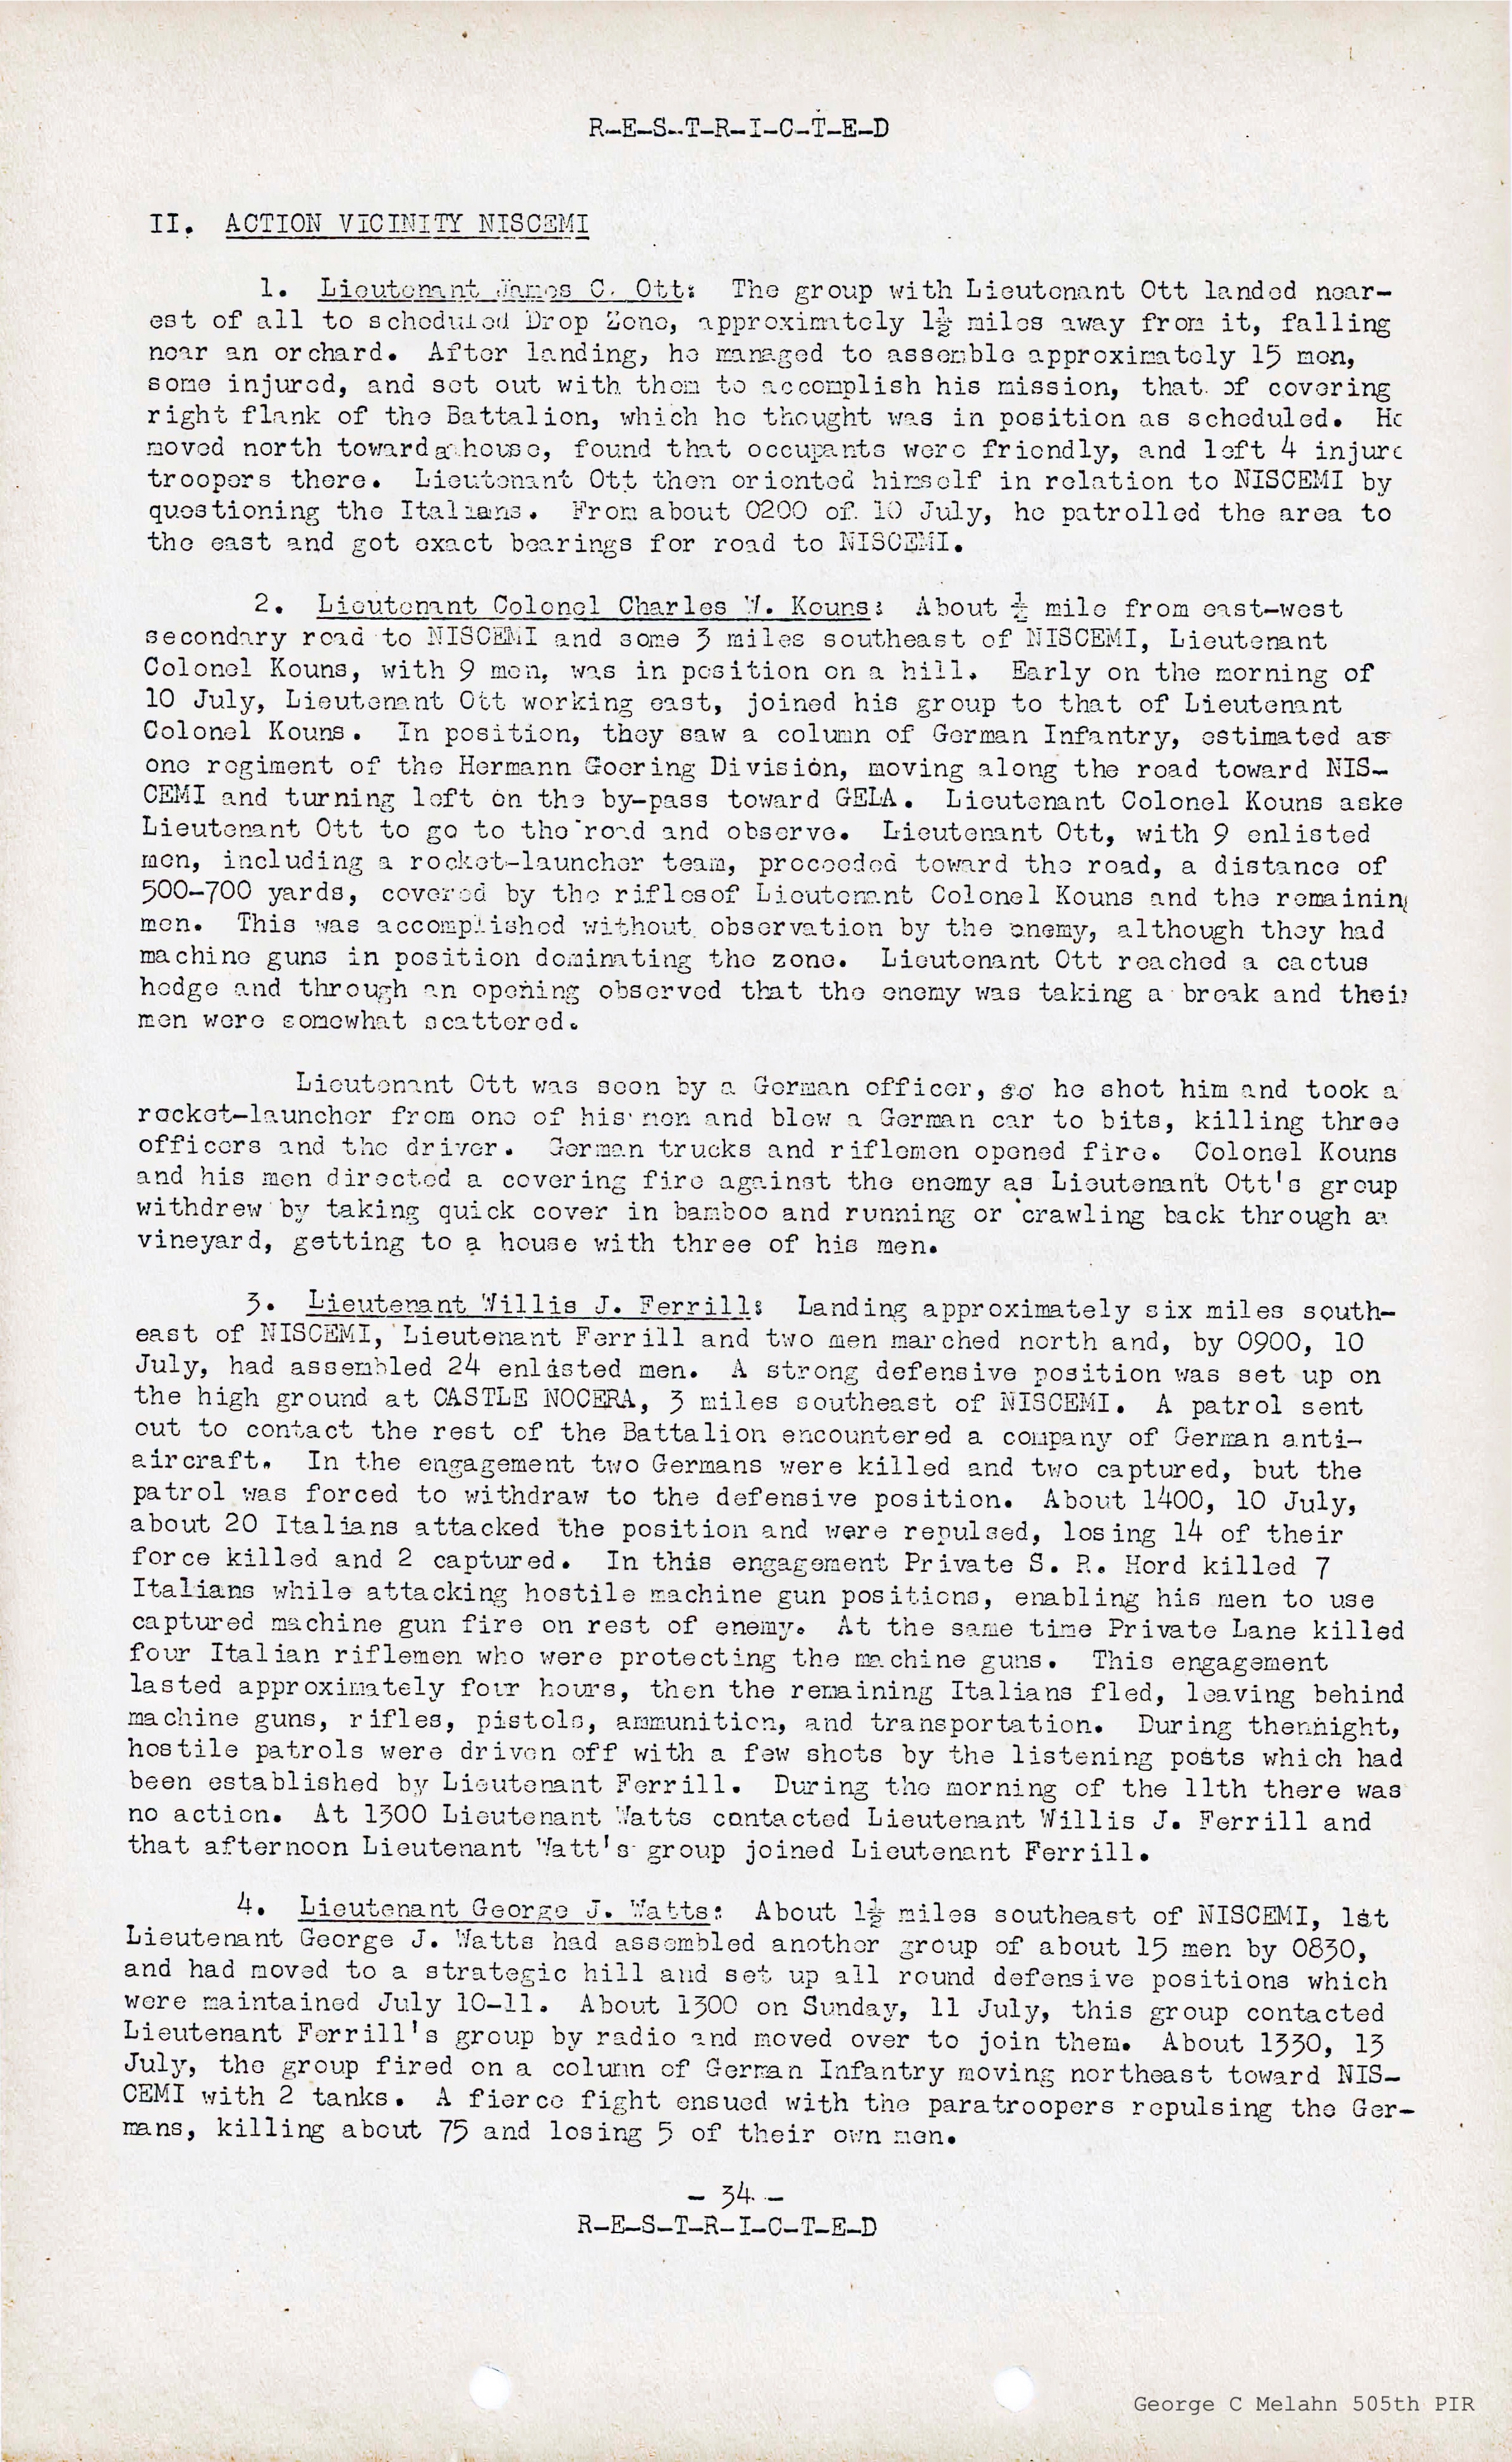 R-E-S-T-R-I-C-T-E-D
II. ACTION VICINITY NISCEMI
1. Lieutenant James C. Ott: The group with Lieutenant Ott landed near-
est of all to scheduled Drop Zone, approximately 1½ miles away from it, falling
near an orchard. After landing, he managed to assemble approximately 15 men,
some injured, and set out with them to accomplish his mission, that of covering
right flank of the Battalion, which he thought was in position as scheduled. He
moved north toward a house, found that occupants were friendly, and left 4 injure
troopers there. Lieutenant Ott then oriented himself in relation to NISCEMI by
questioning the Italians. From about 0200 of 10 July, he patrolled the area to
the east and got exact bearings for road to NISCEMI.
2. Lieutenant Colonel Charles W. Kouns: About ½ mile from east-west
secondary road to NISCEMI and some 3 miles southeast of NISCEMI, Lieutenant
Colonel Kouns, with 9 men, was in position on a hill. Early on the morning of
10 July, Lieutenant Ott working east, joined his group to that of Lieutenant
Colonel Kouns. In position, they saw a column of German Infantry, estimated as
one regiment of the Hermann Goering Division, moving along the road toward NIS-
CEMI and turning left on the by-pass toward GELA. Lieutenant Colonel Kouns aske
Lieutenant Ott to go to the road and observe. Lieutenant Ott, with 9 enlisted
men, including a rocket-launcher team, proceeded toward the road, a distance of
500-700 yards, covered by the riflesof Lieutenant Colonel Kouns and the remaining
men. This was accomplished without observation by the enemy, although they had
machine guns in position dominating the zone. Lieutenant Ott reached a cactus
hedge and through an opening observed that the enemy was taking a break and their
men were somewhat scattered.
Lieutenant Ott was seen by a German officer, so he shot him and took a
rocket-launcher from one of his men and blew a German car to bits, killing three
officers and the driver. German trucks and riflemen opened fire. Colonel Kouns
and his men directed a covering fire against the enemy as Lieutenant Ott's group
withdrew by taking quick cover in bamboo and running or crawling back through a
vineyard, getting to a house with three of his men.
3. Lieutenant Willis J. Ferrill: Landing approximately six miles south-
east of NISCEMI, Lieutenant Ferrill and two men marched north and, by 0900, 10
July, had assembled 24 enlisted men. A strong defensive position was set up on
the high ground at CASTLE NOCERA, 3 miles southeast of NISCEMI. A patrol sent
out to contact the rest of the Battalion encountered a company of German anti-
aircraft. In the engagement two Germans were killed and two captured, but the
patrol was forced to withdraw to the defensive position. About 1400, 10 July,
about 20 Italians attacked the position and were repulsed, losing 14 of their
force killed and 2 captured. In this engagement Private S. R. Hord killed 7
Italians while attacking hostile machine gun positions, enabling his men to use
captured machine gun fire on rest of enemy. At the same time Private Lane killed
four Italian riflemen who were protecting the machine guns. This engagement
lasted approximately four hours, then the remaining Italians fled, leaving behind
machine guns, rifles, pistols, ammunition, and transportation. During thennight,
hostile patrols were driven off with a few shots by the listening posts which had
been established by Lieutenant Ferrill. During the morning of the 11th there was
no action. At 1300 Lieutenant Watts contacted Lieutenant Willis J. Ferrill and
that afternoon Lieutenant Watt's group joined Lieutenant Ferrill.
4. Lieutenant George J. Watts: About 1½ miles southeast of NISCEMI, 1st
Lieutenant George J. Watts had assembled another group of about 15 men by 0830,
and had moved to a strategic hill and set up all round defensive positions which
were maintained July 10-11. About 1300 on Sunday, 11 July, this group contacted
Lieutenant Ferrill's group by radio and moved over to join them. About 1330, 13
July, the group fired on a column of German Infantry moving northeast toward NIS-
CEMI with 2 tanks. A fierce fight ensued with the paratroopers repulsing the Ger-
mans, killing about 75 and losing 5 of their own men.
- 34 -
R-E-S-T-R-I-C-T-E-D
George C Melahn 505th PIR